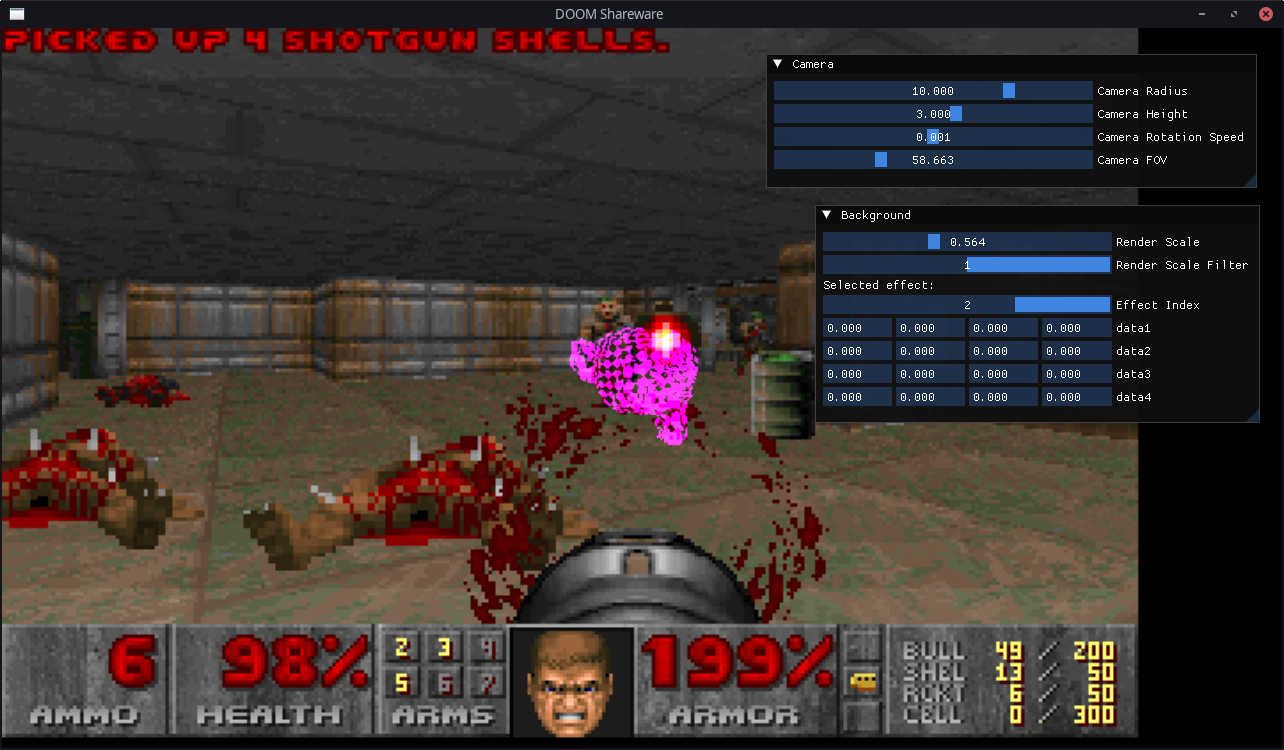 DOOM Shareware
PICKED UP 4 SHOTGUN SHELLS.
Camera
10.000 Camera Radius
3.000 Camera Height
0.001 Camera Rotation Speed
58.663 Camera FOV
Background
0.564 Render Scale
1 Render Scale Filter
Selected effect:
2 Effect Index
0.000 0.000 0.000 0.000 data1
0.000 0.000 0.000 0.000 data2
0.000 0.000 0.000 0.000 data3
0.000 0.000 0.000 0.000 data4
6 98% 2 3 4 199% BULL 49 / 200
5 6 7 SHEL 13 / 50
RCKT 6 / 50
AMMO HEALTH ARMS ARMOR CELL 0 / 300